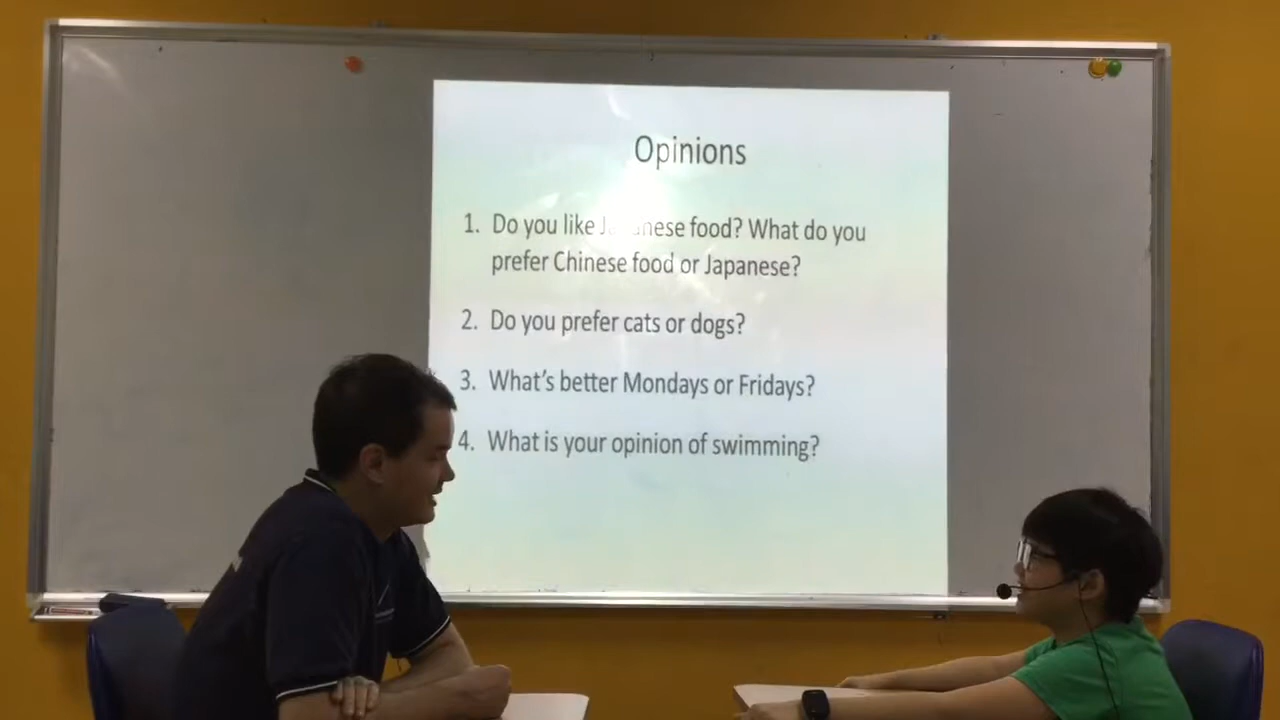 Opinions
1. Do you like Japanese food? What do you
prefer Chinese food or Japanese?
2. Do you prefer cats or dogs?
3. What's better Mondays or Fridays?
4. What is your opinion of swimming?